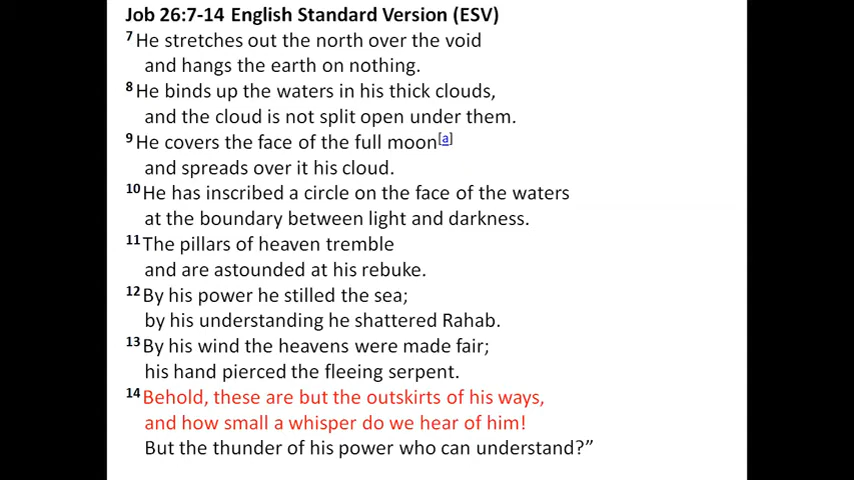 Job 26:7-14 English Standard Version (ESV)
7 He stretches out the north over the void
and hangs the earth on nothing.
8 He binds up the waters in his thick clouds,
and the cloud is not split open under them.
9 He covers the face of the full moon[a]
and spreads over it his cloud.
10 He has inscribed a circle on the face of the waters
at the boundary between light and darkness.
11 The pillars of heaven tremble
and are astounded at his rebuke.
12 By his power he stilled the sea;
by his understanding he shattered Rahab.
13 By his wind the heavens were made fair;
his hand pierced the fleeing serpent.
14 Behold, these are but the outskirts of his ways,
and how small a whisper do we hear of him!
But the thunder of his power who can understand?”